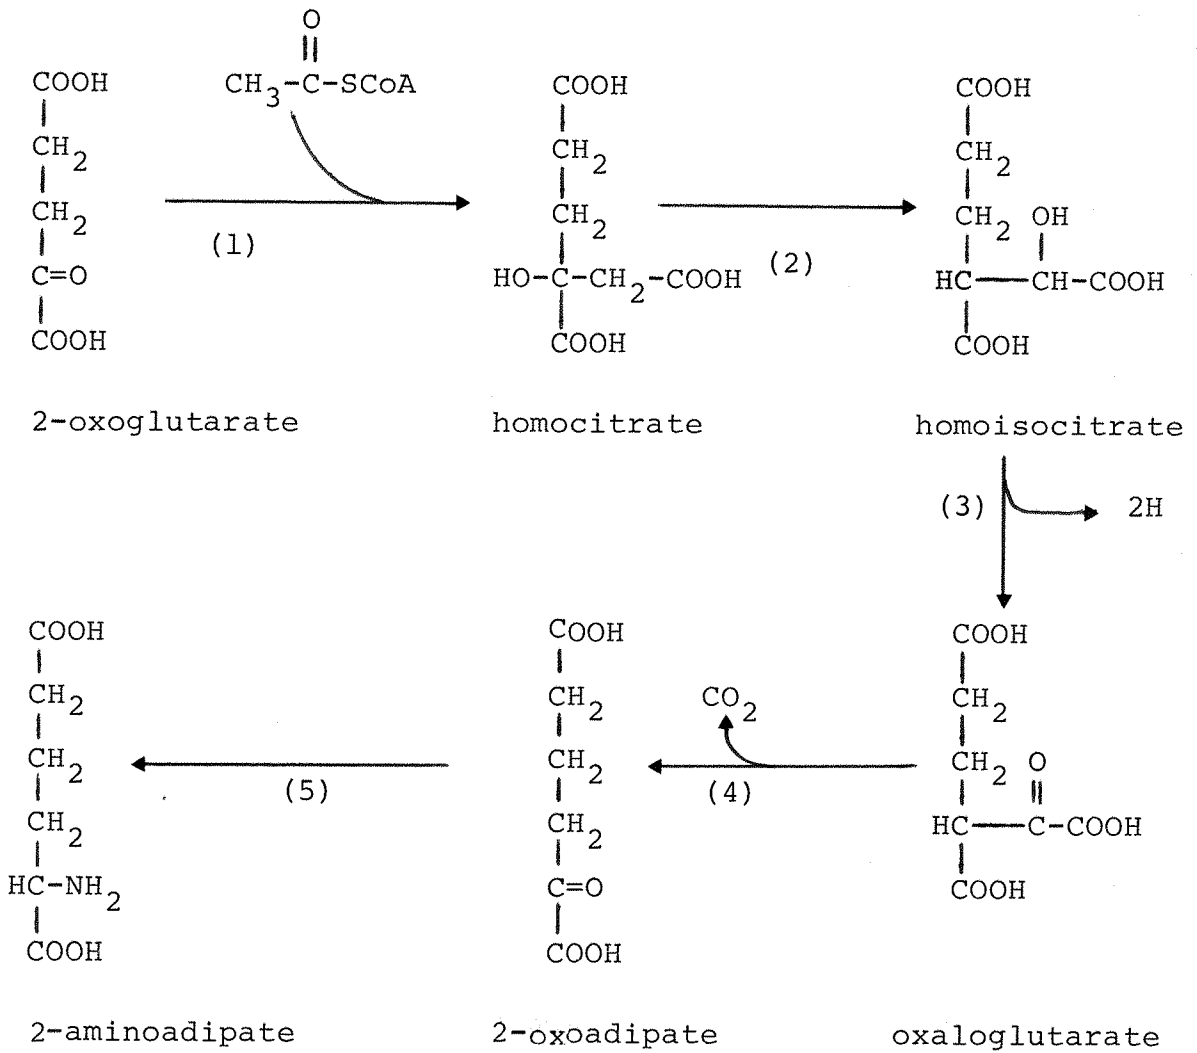 O
||
COOH CH3-C-SCoA COOH COOH
CH2 CH2 CH2
CH2 CH2 CH2 OH
(1) (2)
C=O HO-C-CH2-COOH HC-CH-COOH
COOH COOH COOH
2-oxoglutarate homocitrate homoisocitrate
(3) 2H
COOH COOH COOH
CH2 CH2 CO2 CH2
CH2 CH2 CH2 O
(5) (4) ||
CH2 CH2 HC-C-COOH
HC-NH2 C=O COOH
COOH COOH
2-aminoadipate 2-oxoadipate oxaloglutarate